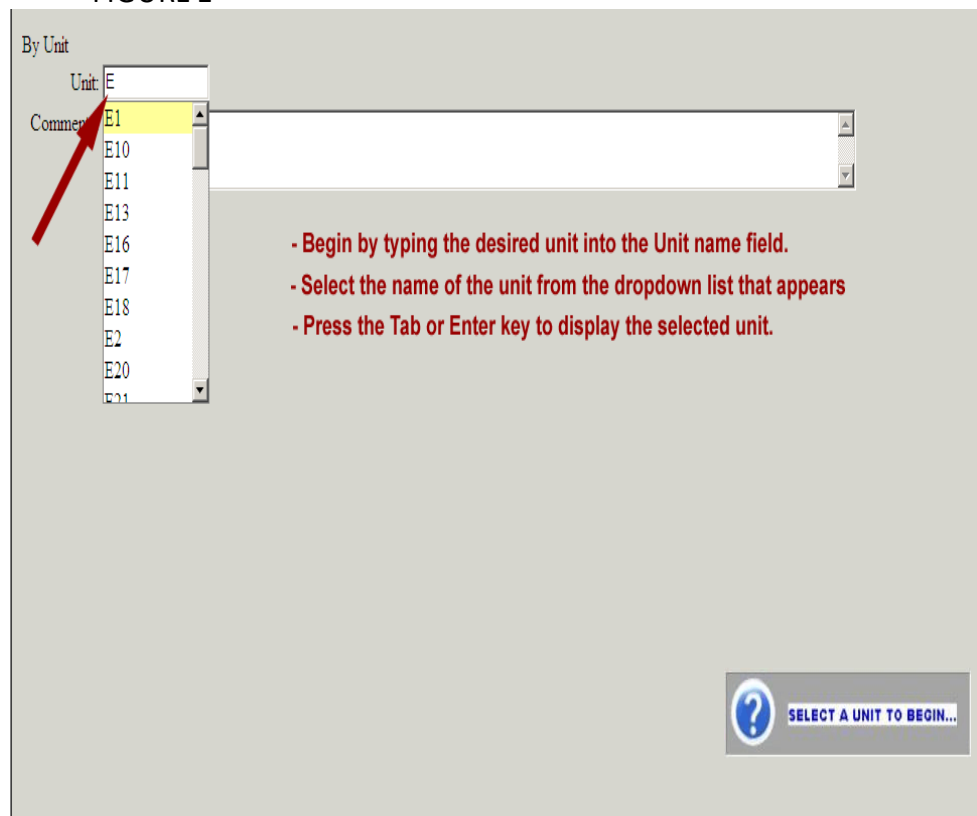 By Unit
Unit: E
Commen
E1
E10
E11
E13
E16
E17
E18
E2
E20
E21
- Begin by typing the desired unit into the Unit name field.
- Select the name of the unit from the dropdown list that appears
- Press the Tab or Enter key to display the selected unit.
SELECT A UNIT TO BEGIN...